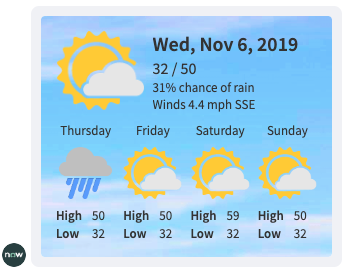 Wed, Nov 6, 2019
32 / 50
31% chance of rain
Winds 4.4 mph SSE
Thursday Friday Saturday Sunday
High 50 High 50 High 59 High 50
Low 32 Low 32 Low 32 Low 32
now